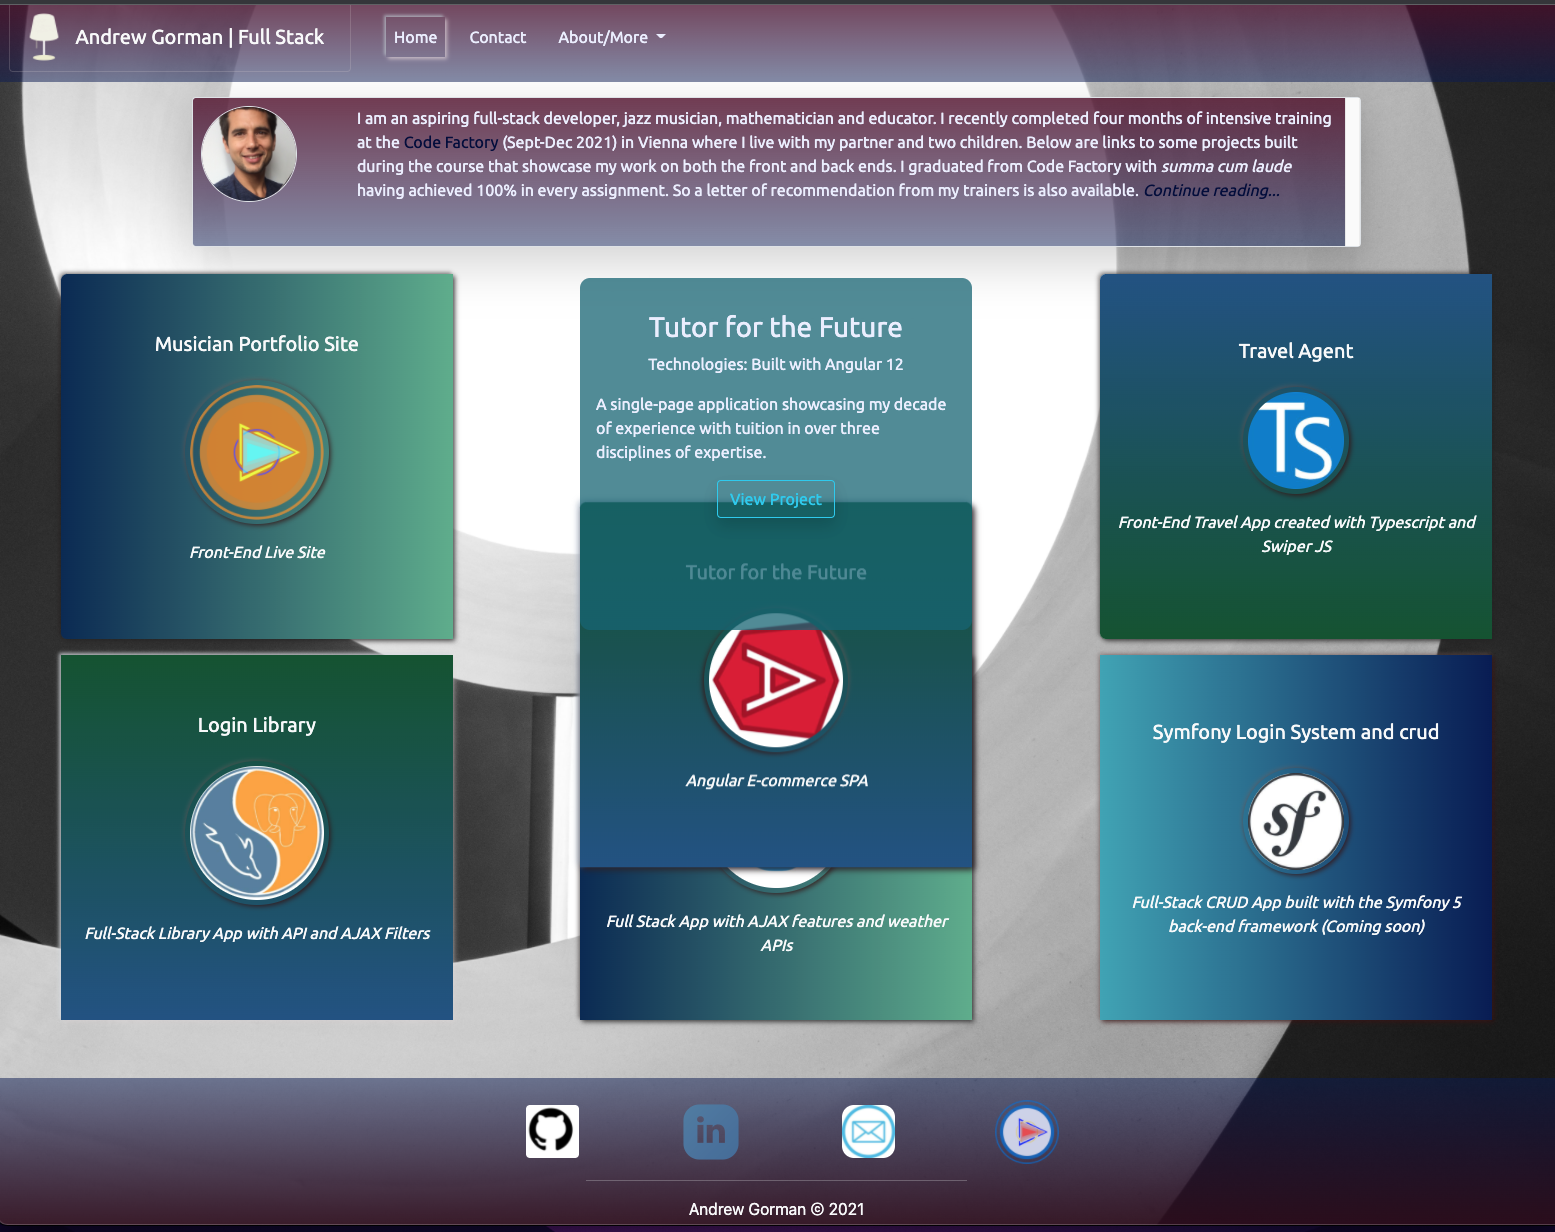 Andrew Gorman | Full Stack
Home
Contact
About/More
I am an aspiring full-stack developer, jazz musician, mathematician and educator. I recently completed four months of intensive training
at the Code Factory (Sept-Dec 2021) in Vienna where I live with my partner and two children. Below are links to some projects built
during the course that showcase my work on both the front and back ends. I graduated from Code Factory with summa cum laude
having achieved 100% in every assignment. So a letter of recommendation from my trainers is also available. Continue reading...
Musician Portfolio Site
Front-End Live Site
Tutor for the Future
Technologies: Built with Angular 12
A single-page application showcasing my decade
of experience with tuition in over three
disciplines of expertise.
View Project
Tutor for the Future
A
Angular E-commerce SPA
Travel Agent
TS
Front-End Travel App created with Typescript and
Swiper JS
Login Library
Full-Stack Library App with API and AJAX Filters
Full Stack App with AJAX features and weather
APIs
Symfony Login System and crud
sf
Full-Stack CRUD App built with the Symfony 5
back-end framework (Coming soon)
in
Andrew Gorman © 2021